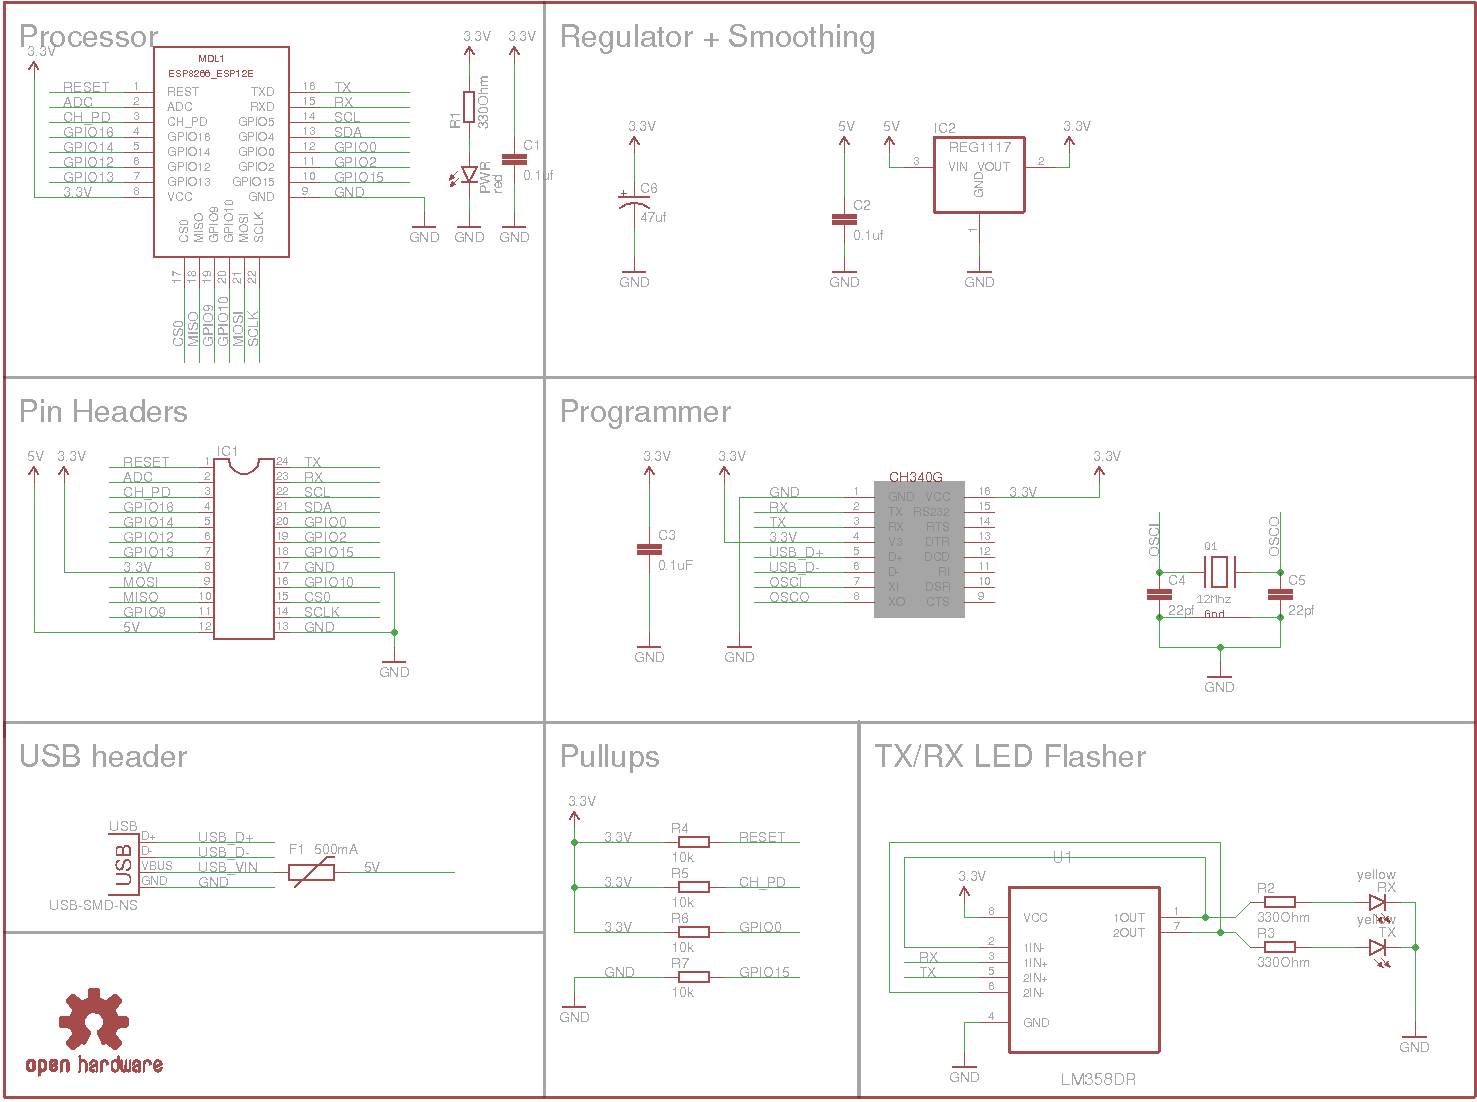 Processor
3.3V
MDL1
ESP8266_ESP12E
RESET 1 REST TXD 16 TX
ADC 2 ADC RXD 15 RX
CH_PD 3 CH_PD GPIO5 14 SCL
GPIO16 4 GPIO16 GPIO4 13 SDA
GPIO14 5 GPIO14 GPIO0 12 GPIO0
GPIO12 6 GPIO12 GPIO2 11 GPIO2
GPIO13 7 GPIO13 GPIO15 10 GPIO15
3.3V 8 VCC GND 9 GND
CS0 MISO GPIO9 GPIO10 MOSI SCLK
17 18 19 20 21 22
CS0 MISO GPIO9 GPIO10 MOSI SCLK
GND
3.3V
R1
330Ohm
PWR
red
GND
3.3V
C1
0.1uf
GND
Regulator + Smoothing
3.3V
+
C6
47uf
GND
5V
C2
0.1uf
GND
5V
IC2
REG1117
3.3V
3 VIN VOUT 2
GND
1
GND
Pin Headers
5V 3.3V
IC1
RESET 1 24 TX
ADC 2 23 RX
CH_PD 3 22 SCL
GPIO16 4 21 SDA
GPIO14 5 20 GPIO0
GPIO12 6 19 GPIO2
GPIO13 7 18 GPIO15
3.3V 8 17 GND
MOSI 9 16 GPIO10
MISO 10 15 CS0
GPIO9 11 14 SCLK
5V 12 13 GND
GND
Programmer
3.3V
C3
0.1uF
GND
3.3V
CH340G
3.3V
GND 1 GND VCC 16 3.3V
RX 2 TX RS232 15
TX 3 RX RTS 14
3.3V 4 V3 DTR 13
USB_D+ 5 D+ DCD 12
USB_D- 6 D- RI 11
OSCI 7 XI DSR 10
OSCO 8 XO CTS 9
GND
OSCI
OSCO
Q1
C4
22pf
12Mhz
Gnd
C5
22pf
GND
USB header
USB
USB
D+ USB_D+
D- USB_D-
VBUS USB_VIN
GND GND
USB-SMD-NS
F1 500mA
5V
open hardware
Pullups
3.3V
3.3V R4 RESET
10k
3.3V R5 CH_PD
10k
3.3V R6 GPIO0
10k
GND R7 GPIO15
10k
GND
TX/RX LED Flasher
U1
3.3V
8 VCC 1OUT 1
2OUT 7
2 1IN-
RX 3 1IN+
TX 5 2IN+
6 2IN-
4 GND
GND
LM358DR
R2
330Ohm
R3
330Ohm
yellow
RX
yellow
TX
GND